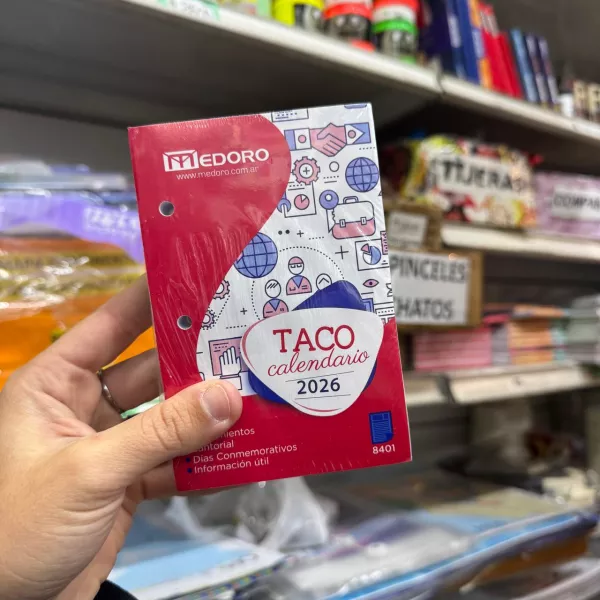 MEDORO
www.medoro.com.ar
TACO
calendario
2026
Días Conmemorativos
Información útil
8401
TIJERAS
PINCELES
CHATOS